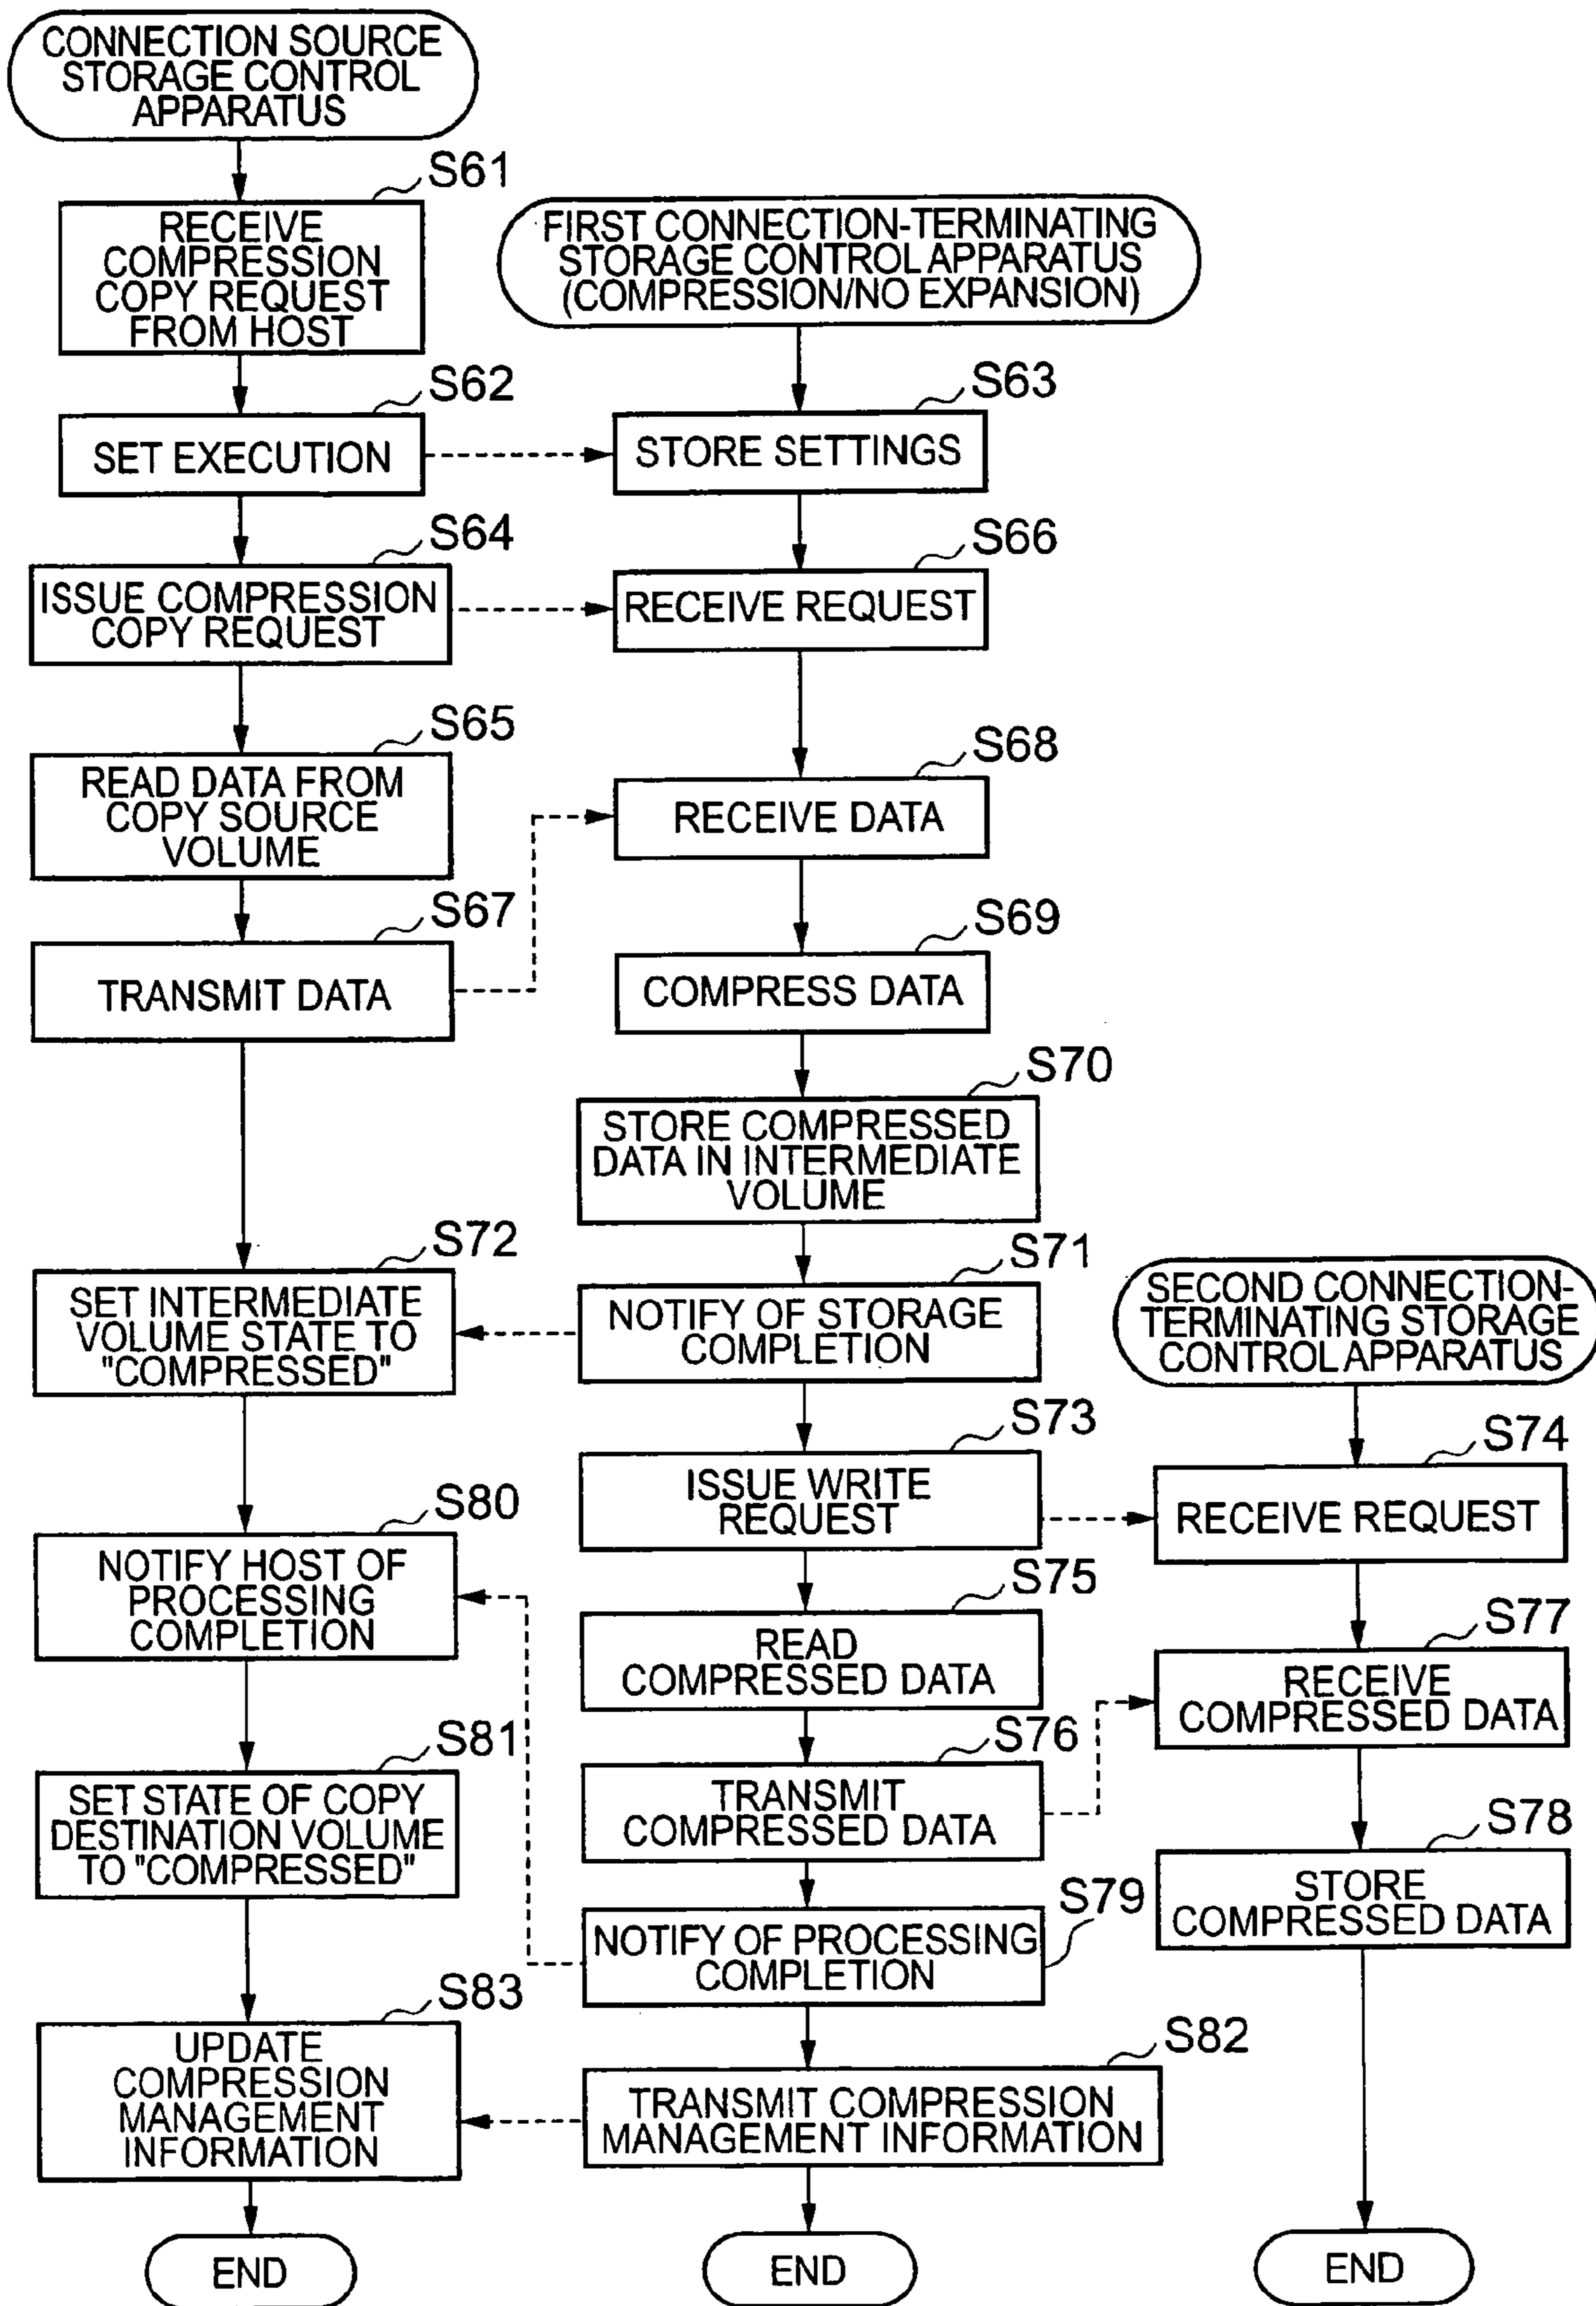 CONNECTION SOURCE
STORAGE CONTROL
APPARATUS
S61
RECEIVE
COMPRESSION
COPY REQUEST
FROM HOST
S62
SET EXECUTION
S64
ISSUE COMPRESSION
COPY REQUEST
S65
READ DATA FROM
COPY SOURCE
VOLUME
S67
TRANSMIT DATA
S72
SET INTERMEDIATE
VOLUME STATE TO
"COMPRESSED"
S80
NOTIFY HOST OF
PROCESSING
COMPLETION
S81
SET STATE OF COPY
DESTINATION VOLUME
TO "COMPRESSED"
S83
UPDATE
COMPRESSION
MANAGEMENT
INFORMATION
END
FIRST CONNECTION-TERMINATING
STORAGE CONTROL APPARATUS
(COMPRESSION/NO EXPANSION)
S63
STORE SETTINGS
S66
RECEIVE REQUEST
S68
RECEIVE DATA
S69
COMPRESS DATA
S70
STORE COMPRESSED
DATA IN INTERMEDIATE
VOLUME
S71
NOTIFY OF STORAGE
COMPLETION
S73
ISSUE WRITE
REQUEST
S75
READ
COMPRESSED DATA
S76
TRANSMIT
COMPRESSED DATA
S79
NOTIFY OF PROCESSING
COMPLETION
S82
TRANSMIT COMPRESSION
MANAGEMENT INFORMATION
END
SECOND CONNECTION-
TERMINATING STORAGE
CONTROL APPARATUS
S74
RECEIVE REQUEST
S77
RECEIVE
COMPRESSED DATA
S78
STORE
COMPRESSED DATA
END